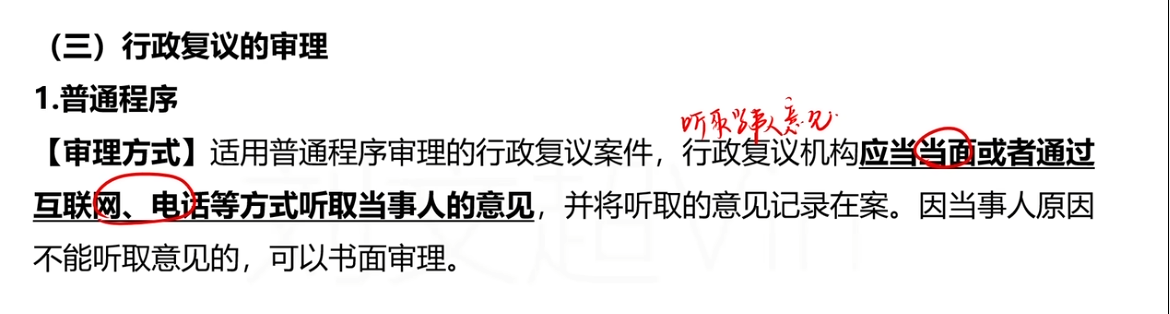 （三）行政复议的审理
1.普通程序
听取当事人意见
【审理方式】适用普通程序审理的行政复议案件，行政复议机构应当当面或者通过
互联网、电话等方式听取当事人的意见，并将听取的意见记录在案。因当事人原因
不能听取意见的，可以书面审理。